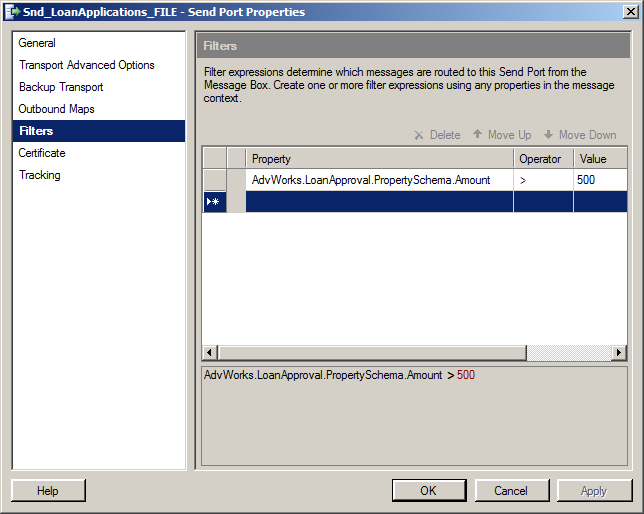 Snd_LoanApplications_FILE - Send Port Properties
General
Transport Advanced Options
Backup Transport
Outbound Maps
Filters
Certificate
Tracking
Filters
Filter expressions determine which messages are routed to this Send Port from the
Message Box. Create one or more filter expressions using any properties in the message
context.
Delete Move Up Move Down
Property Operator Value
AdvWorks.LoanApproval.PropertySchema.Amount > 500
AdvWorks.LoanApproval.PropertySchema.Amount > 500
Help OK Cancel Apply